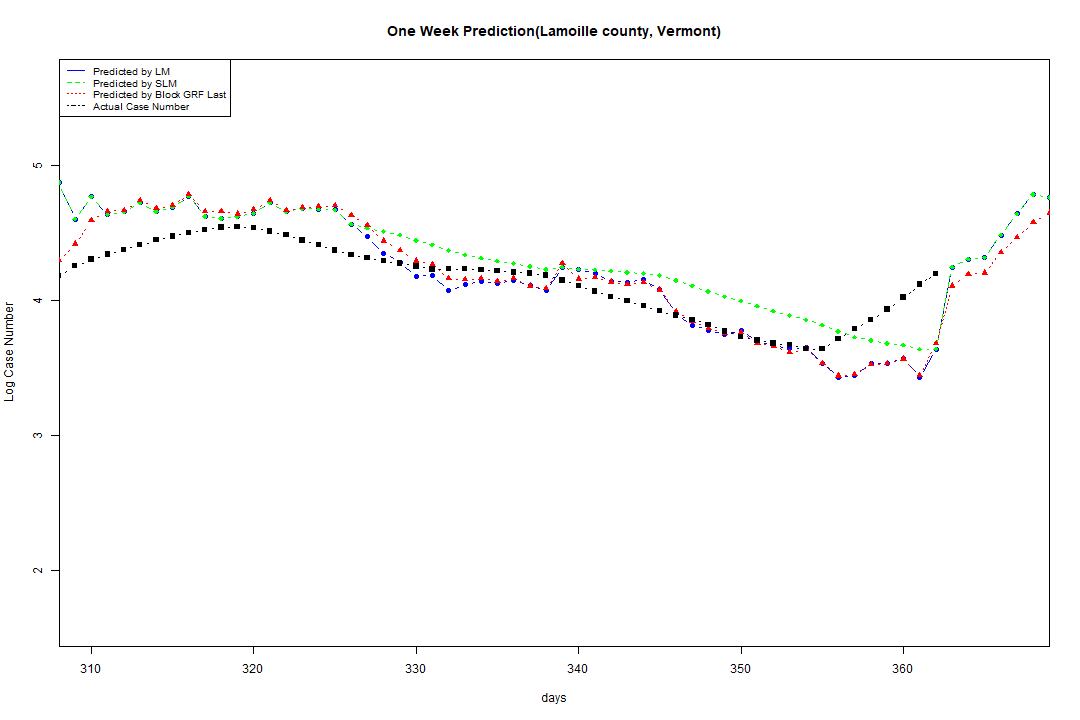 One Week Prediction(Lamoille county, Vermont)
Predicted by LM
Predicted by SLM
Predicted by Block GRF Last
Actual Case Number
Log Case Number
5
4
3
2
310 320 330 340 350 360
days